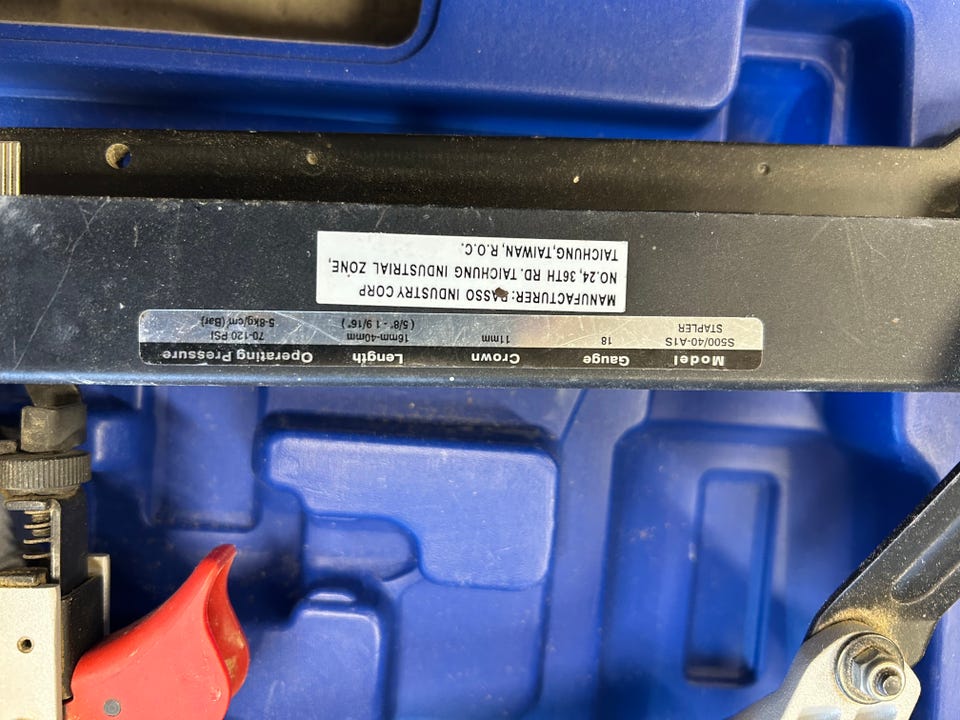 Model Gauge Crown Length Operating Pressure
S500/40-A1S 18 11mm 16mm-40mm 70-120 PSI
STAPLER (5/8"-1 9/16") 5-8kg/cm (Bar)
MANUFACTURER: BASSO INDUSTRY CORP
NO.24, 36TH RD. TAICHUNG INDUSTRIAL ZONE,
TAICHUNG,TAIWAN, R.O.C.